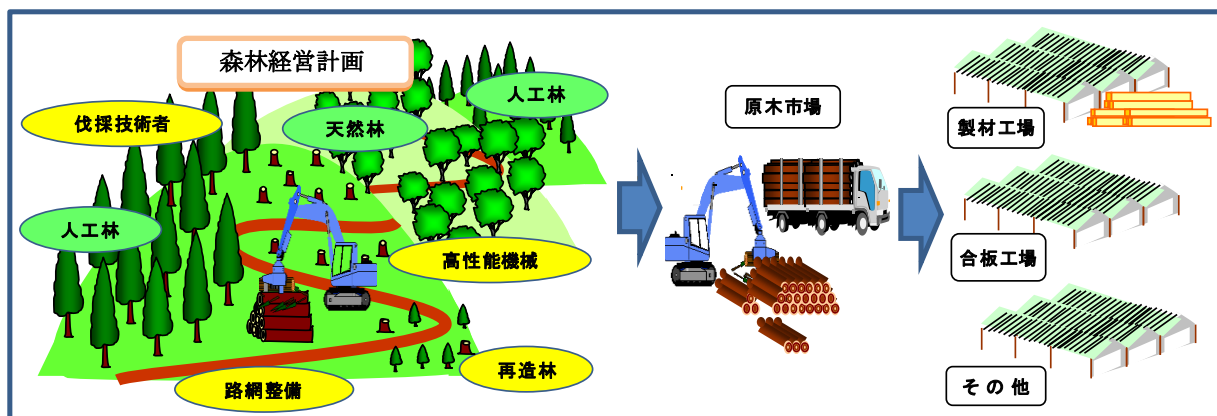 森林経営計画
人工林
伐採技術者
天然林
人工林
高性能機械
再造林
路網整備
原木市場
製材工場
合板工場
その他